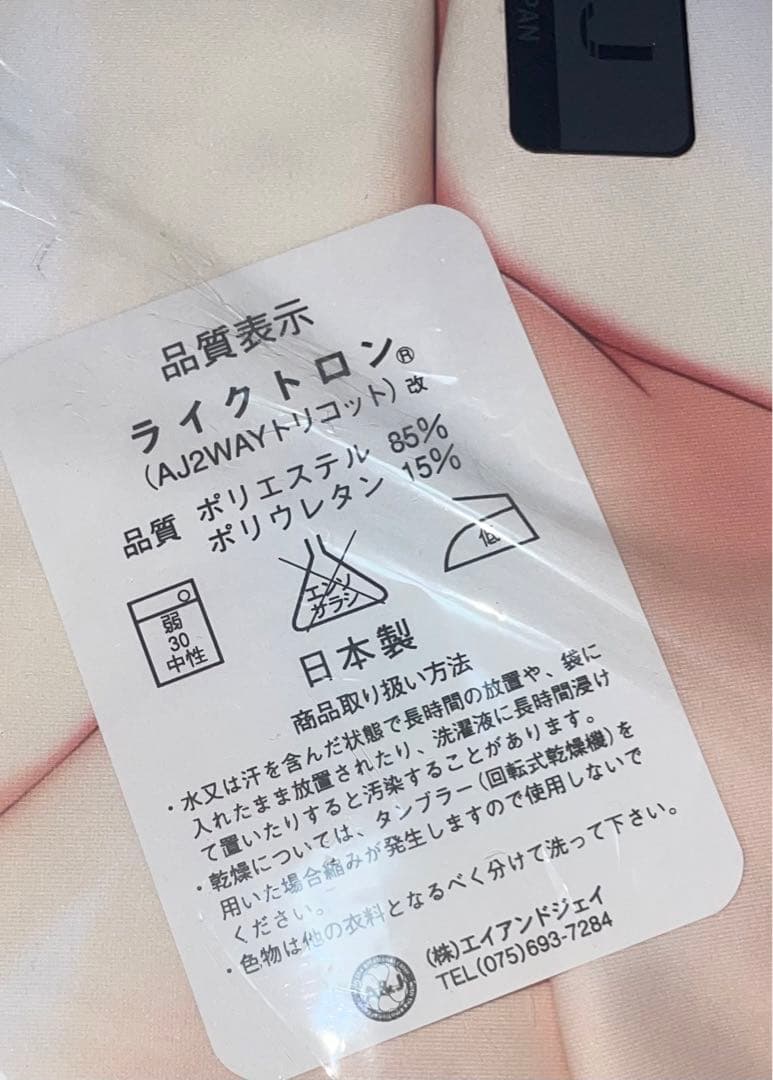 PAN
J
品質表示
ライクトロン®
(AJ2WAYトリコット)改
品質 ポリエステル 85%
ポリウレタン 15%
弱
30
中性
エンソ
サラシ
低
日本製
商品取り扱い方法
・水又は汗を含んだ状態で長時間の放置や、袋に
入れたまま放置されたり、洗濯液に長時間浸け
て置いたりすると汚染することがあります。
・乾燥については、タンブラー(回転式乾燥機)を
用いた場合縮みが発生しますので使用しないで
ください。
・色物は他の衣料となるべく分けて洗って下さい。
A&J
(株)エイアンドジェイ
TEL(075)693-7284